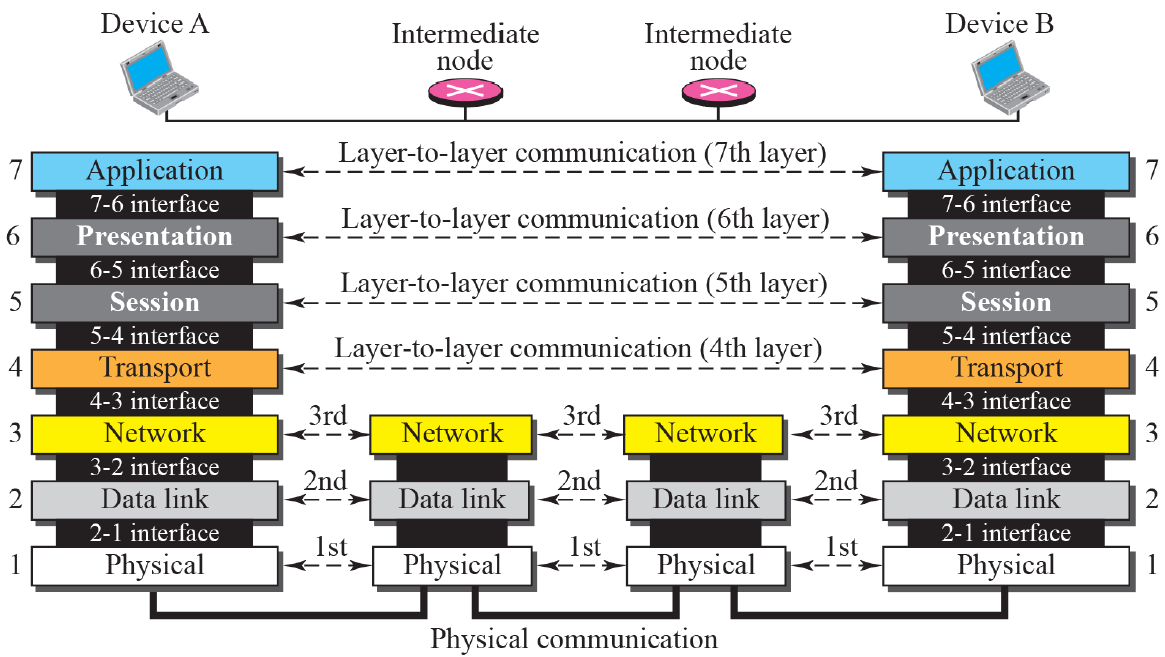 Device A
Intermediate
node
Intermediate
node
Device B
7 Application Layer-to-layer communication (7th layer) Application 7
7-6 interface 7-6 interface
6 Presentation Layer-to-layer communication (6th layer) Presentation 6
6-5 interface 6-5 interface
5 Session Layer-to-layer communication (5th layer) Session 5
5-4 interface 5-4 interface
4 Transport Layer-to-layer communication (4th layer) Transport 4
4-3 interface 4-3 interface
3 Network 3rd Network 3rd Network 3rd Network 3
3-2 interface 3-2 interface
2 Data link 2nd Data link 2nd Data link 2nd Data link 2
2-1 interface 2-1 interface
1 Physical 1st Physical 1st Physical 1st Physical 1
Physical communication